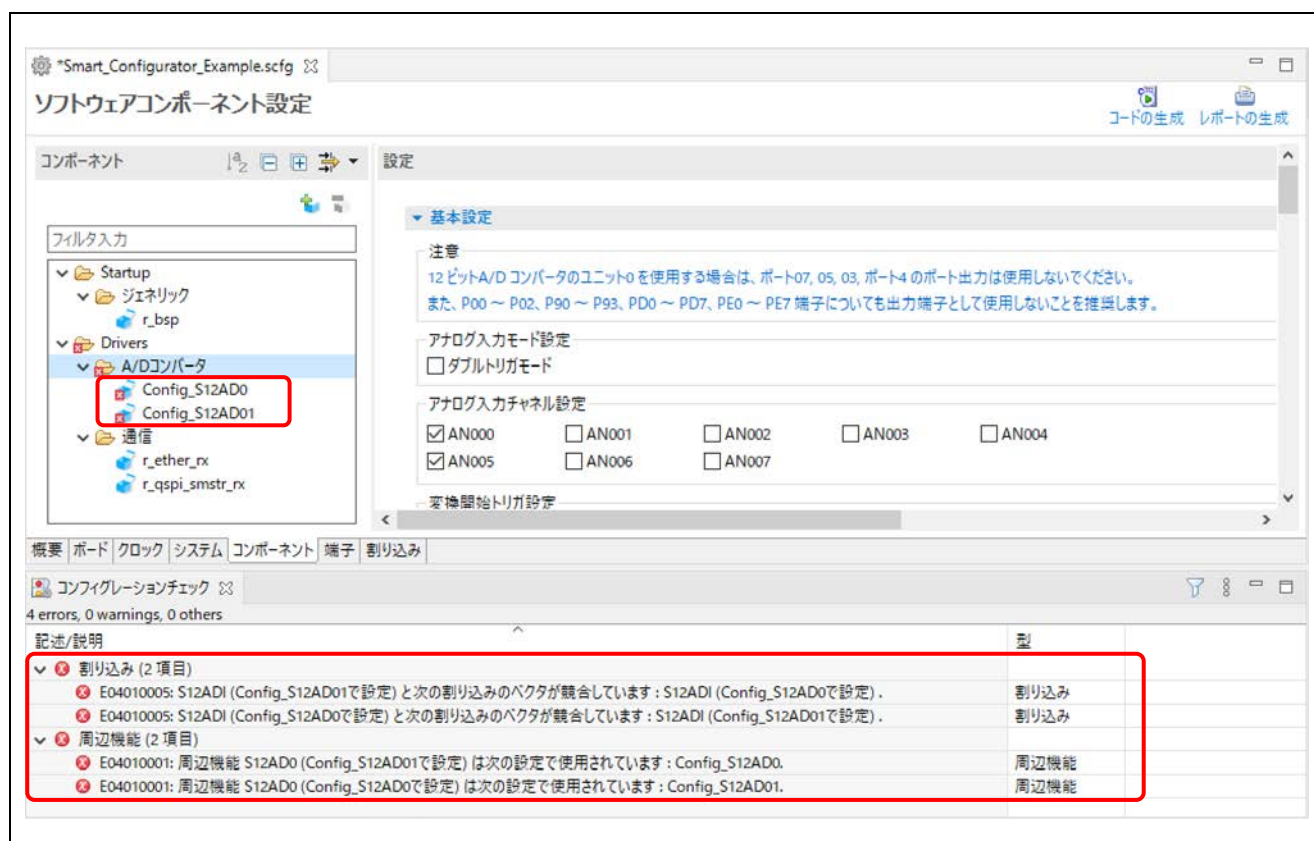 *Smart_Configurator_Example.scfg
ソフトウェアコンポーネント設定
コードの生成 レポートの生成
コンポーネント
設定
フィルタ入力
Startup
ジェネリック
r_bsp
Drivers
A/Dコンバータ
Config_S12AD0
Config_S12AD01
通信
r_ether_rx
r_qspi_smstr_rx
基本設定
注意
12 ビットA/D コンバータのユニット0 を使用する場合は、ポート07, 05, 03, ポート4 のポート出力は使用しないでください。
また、P00 ～ P02、P90 ～ P93、PD0 ～ PD7、PE0 ～ PE7 端子についても出力端子として使用しないことを推奨します。
アナログ入力モード設定
ダブルトリガモード
アナログ入力チャネル設定
AN000 AN001 AN002 AN003 AN004
AN005 AN006 AN007
変換開始トリガ設定
概要 ボード クロック システム コンポーネント 端子 割り込み
コンフィグレーションチェック
4 errors, 0 warnings, 0 others
記述/説明 型
割り込み (2 項目)
E04010005: S12ADI (Config_S12AD01で設定) と次の割り込みのベクタが競合しています : S12ADI (Config_S12AD0で設定) . 割り込み
E04010005: S12ADI (Config_S12AD0で設定) と次の割り込みのベクタが競合しています : S12ADI (Config_S12AD01で設定) . 割り込み
周辺機能 (2 項目)
E04010001: 周辺機能 S12AD0 (Config_S12AD01で設定) は次の設定で使用されています : Config_S12AD0. 周辺機能
E04010001: 周辺機能 S12AD0 (Config_S12AD0で設定) は次の設定で使用されています : Config_S12AD01. 周辺機能